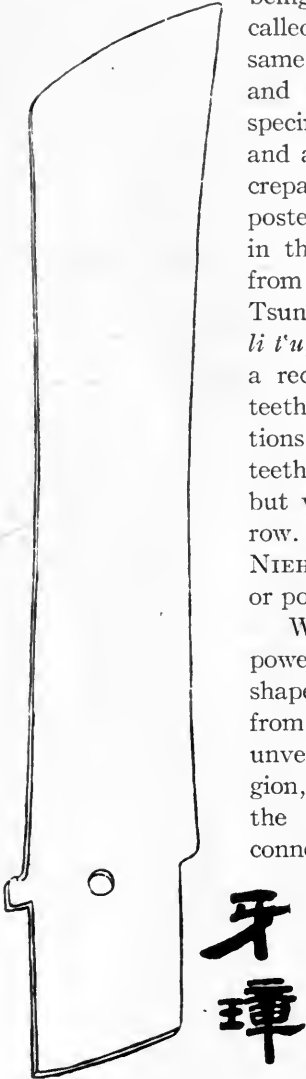 being
called
same
and
speci
and a
crepa
poste
in th
from
Tsun
li t'u
a rec
teeth
tions
teeth
but
row.
NIEH
or po
W
powe
shape
from
unve
gion,
the
conne
牙
璋